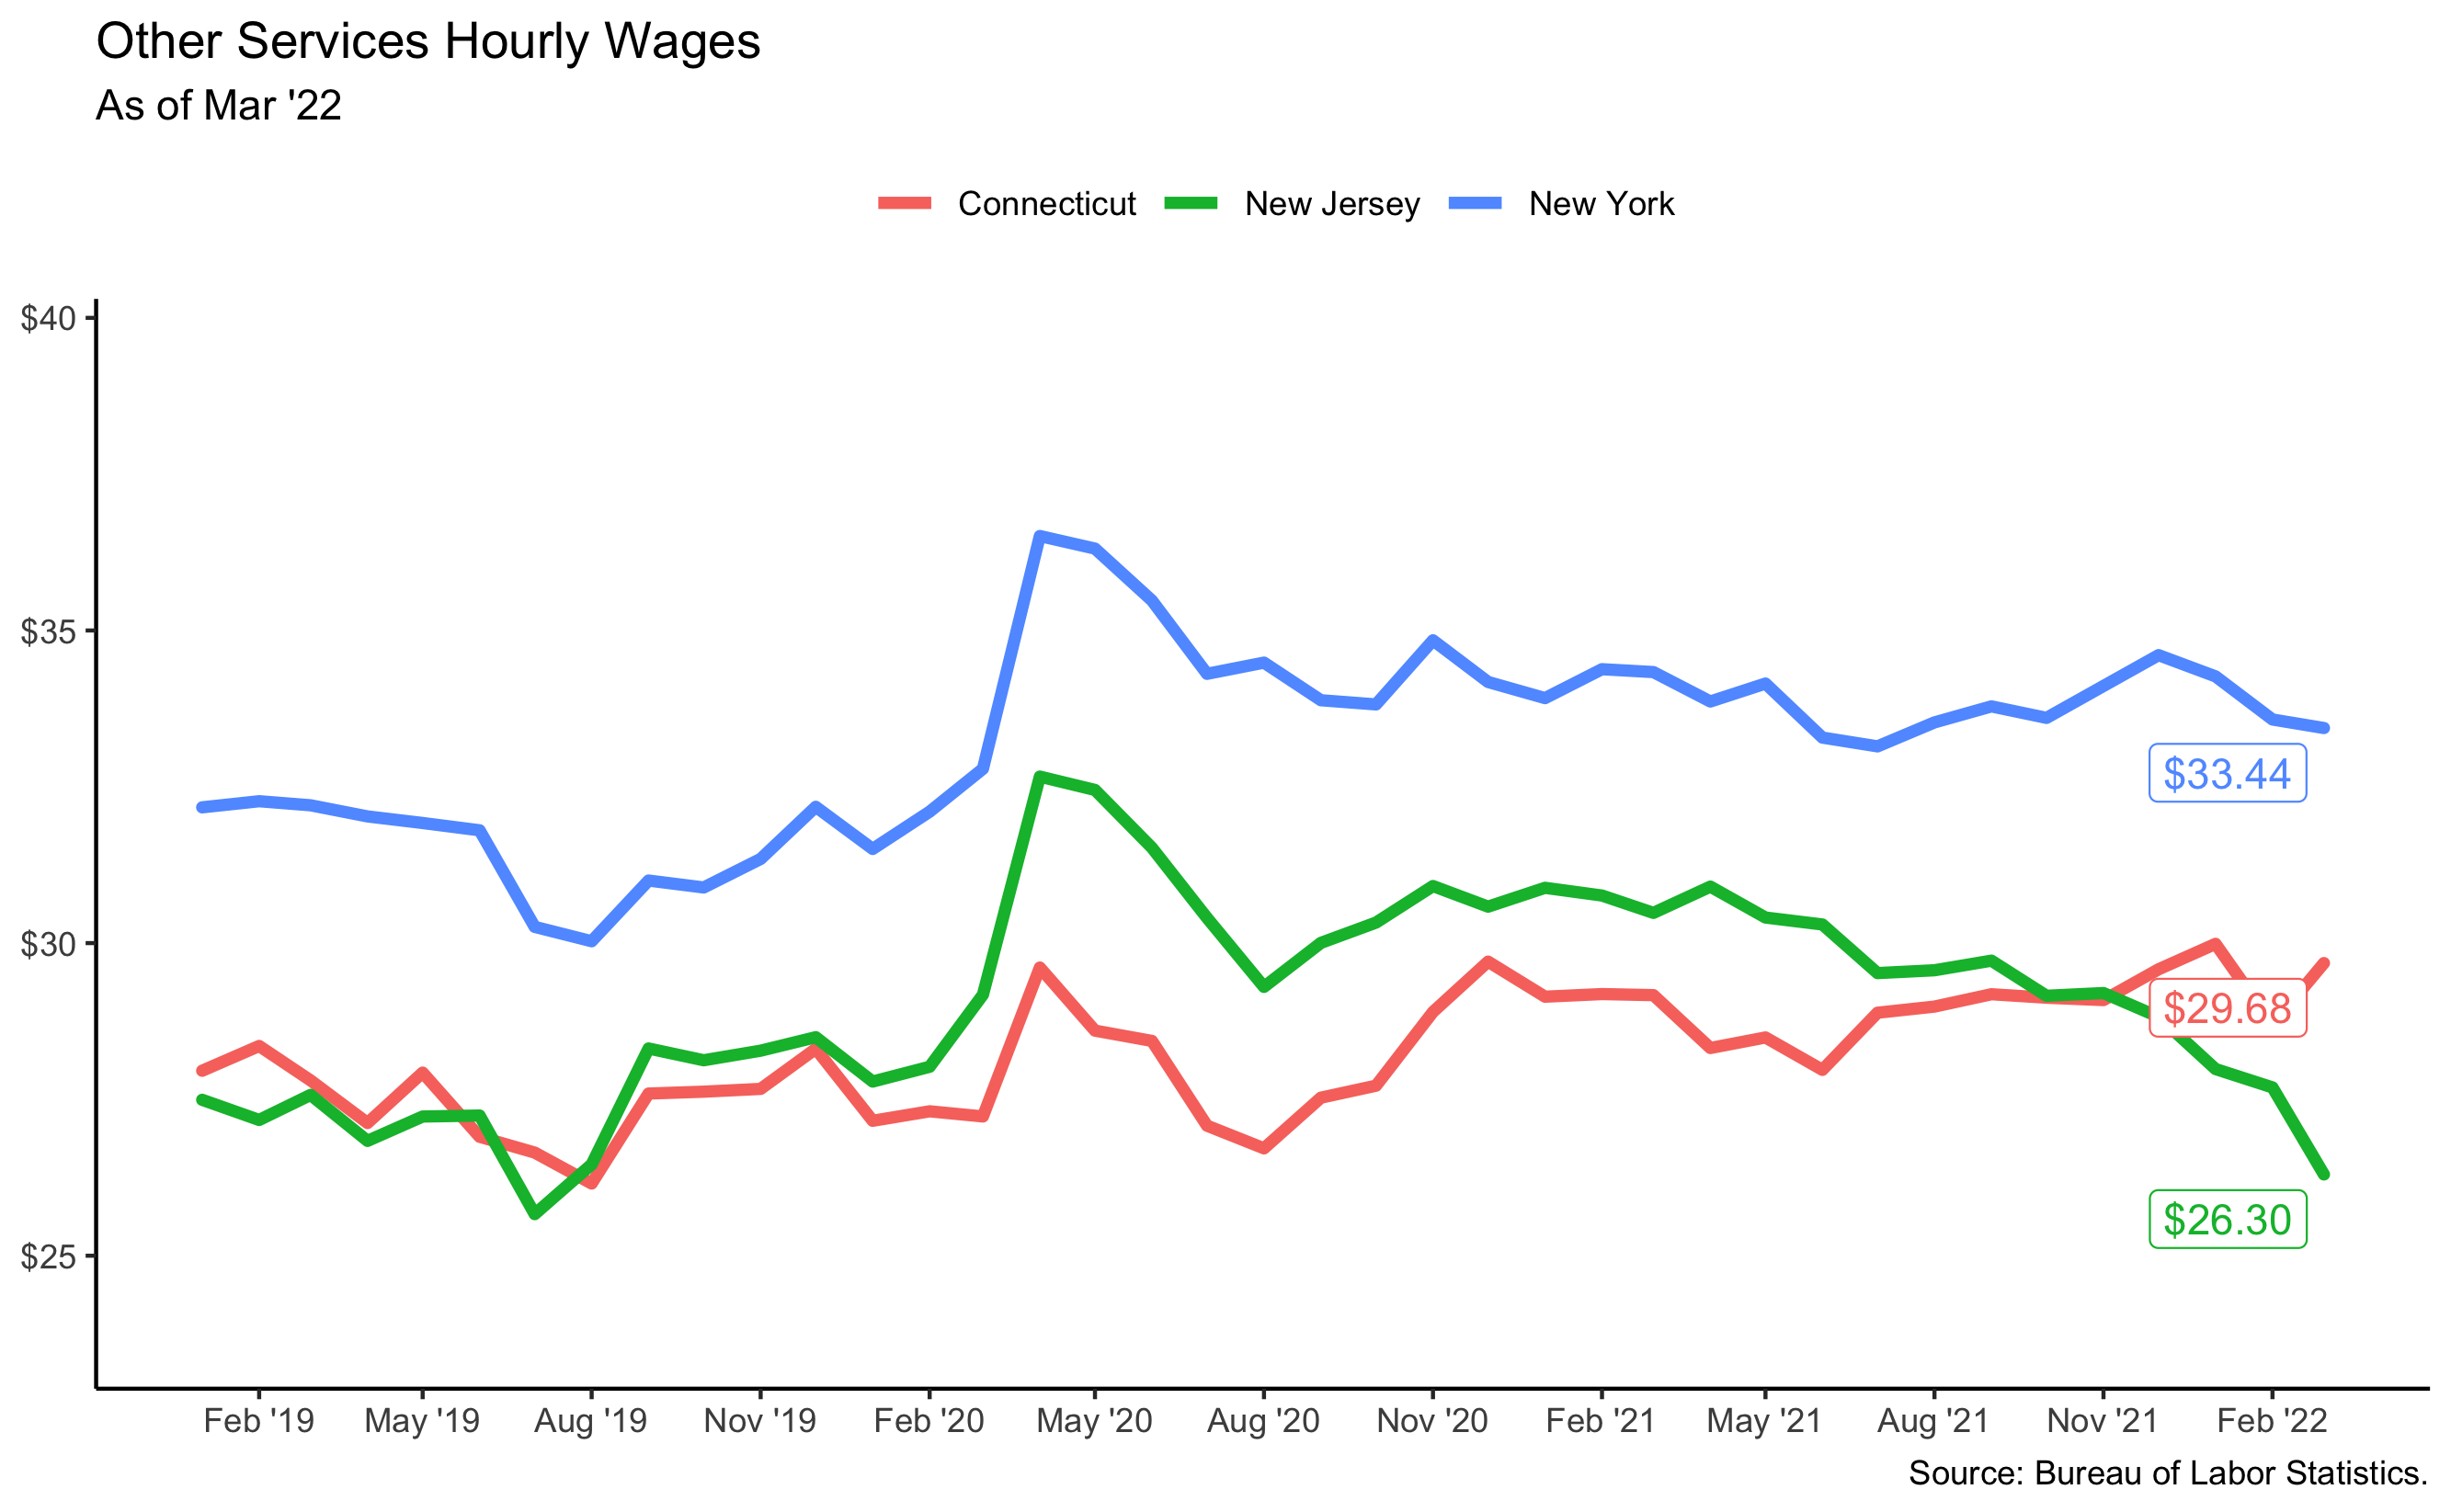 Other Services Hourly Wages
As of Mar '22
Connecticut New Jersey New York
$40
$35
$30
$25
$33.44
$29.68
$26.30
Feb '19 May '19 Aug '19 Nov '19 Feb '20 May '20 Aug '20 Nov '20 Feb '21 May '21 Aug '21 Nov '21 Feb '22
Source: Bureau of Labor Statistics.